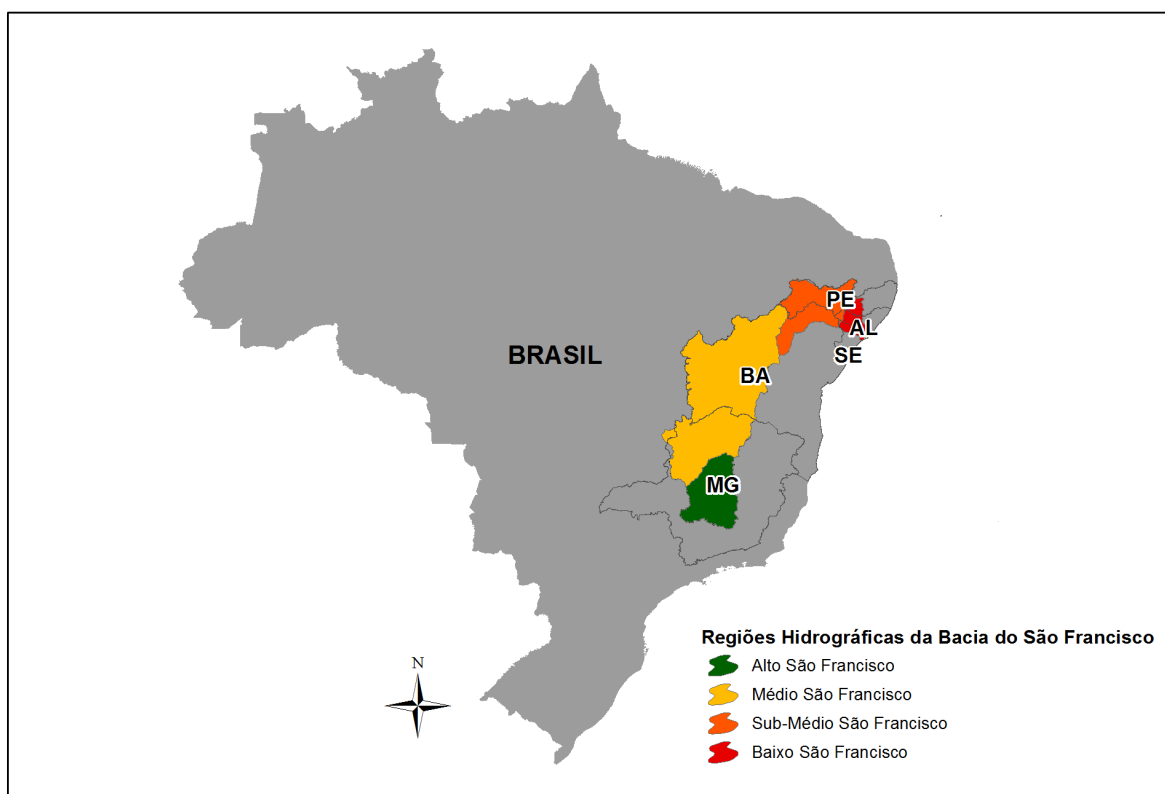 PE
AL
SE
BRASIL
BA
MG
N
Regiões Hidrográficas da Bacia do São Francisco
Alto São Francisco
Médio São Francisco
Sub-Médio São Francisco
Baixo São Francisco